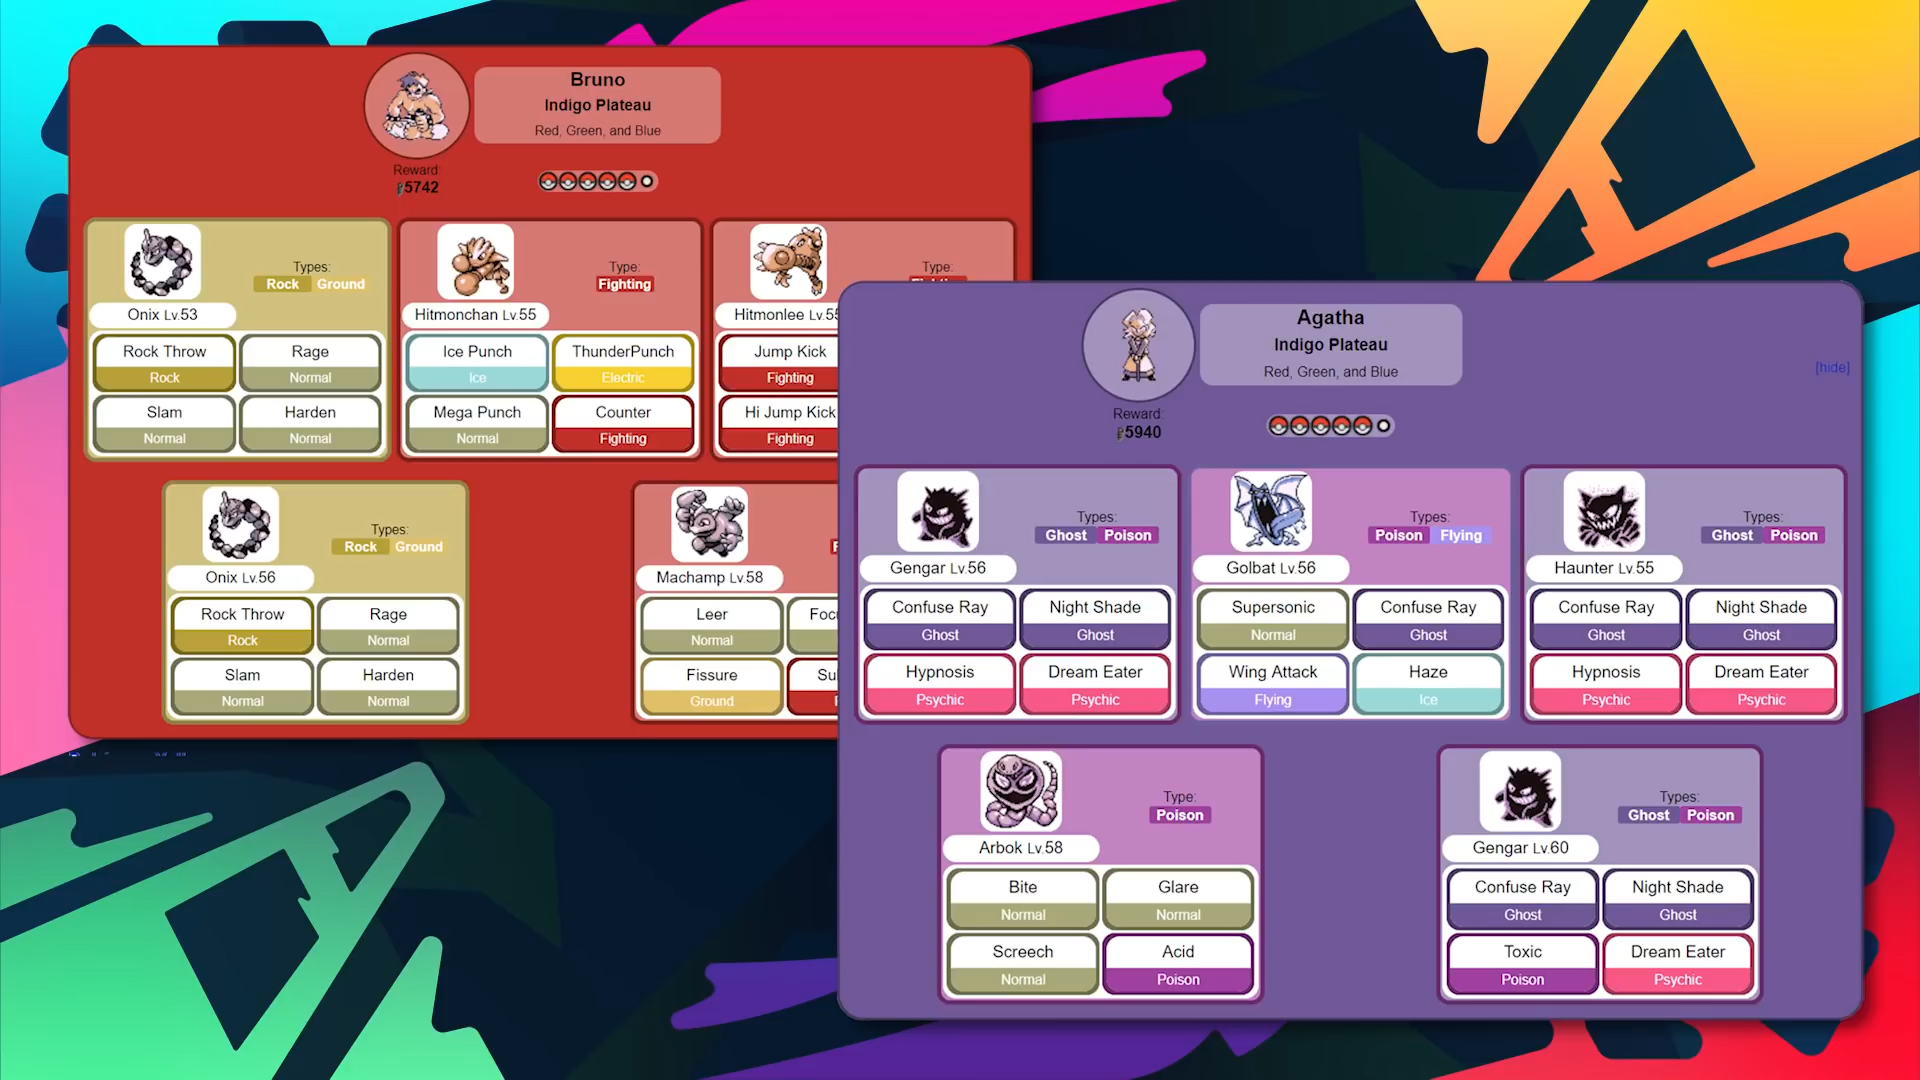 Bruno
Indigo Plateau
Red, Green, and Blue
Reward:
5742
Types:
Rock Ground
Onix Lv.53
Rock Throw
Rock
Rage
Normal
Slam
Normal
Harden
Normal
Type:
Fighting
Hitmonchan Lv.55
Ice Punch
Ice
ThunderPunch
Electric
Mega Punch
Normal
Counter
Fighting
Type:
Hitmonlee Lv.55
Jump Kick
Fighting
Hi Jump Kick
Fighting
Types:
Rock Ground
Onix Lv.56
Rock Throw
Rock
Rage
Normal
Slam
Normal
Harden
Normal
Machamp Lv.58
Leer
Normal
Fissure
Ground
Agatha
Indigo Plateau
Red, Green, and Blue
[hide]
Reward:
5940
Types:
Ghost Poison
Gengar Lv.56
Confuse Ray
Ghost
Night Shade
Ghost
Hypnosis
Psychic
Dream Eater
Psychic
Types:
Poison Flying
Golbat Lv.56
Supersonic
Normal
Confuse Ray
Ghost
Wing Attack
Flying
Haze
Ice
Types:
Ghost Poison
Haunter Lv.55
Confuse Ray
Ghost
Night Shade
Ghost
Hypnosis
Psychic
Dream Eater
Psychic
Type:
Poison
Arbok Lv.58
Bite
Normal
Glare
Normal
Screech
Normal
Acid
Poison
Types:
Ghost Poison
Gengar Lv.60
Confuse Ray
Ghost
Night Shade
Ghost
Toxic
Poison
Dream Eater
Psychic